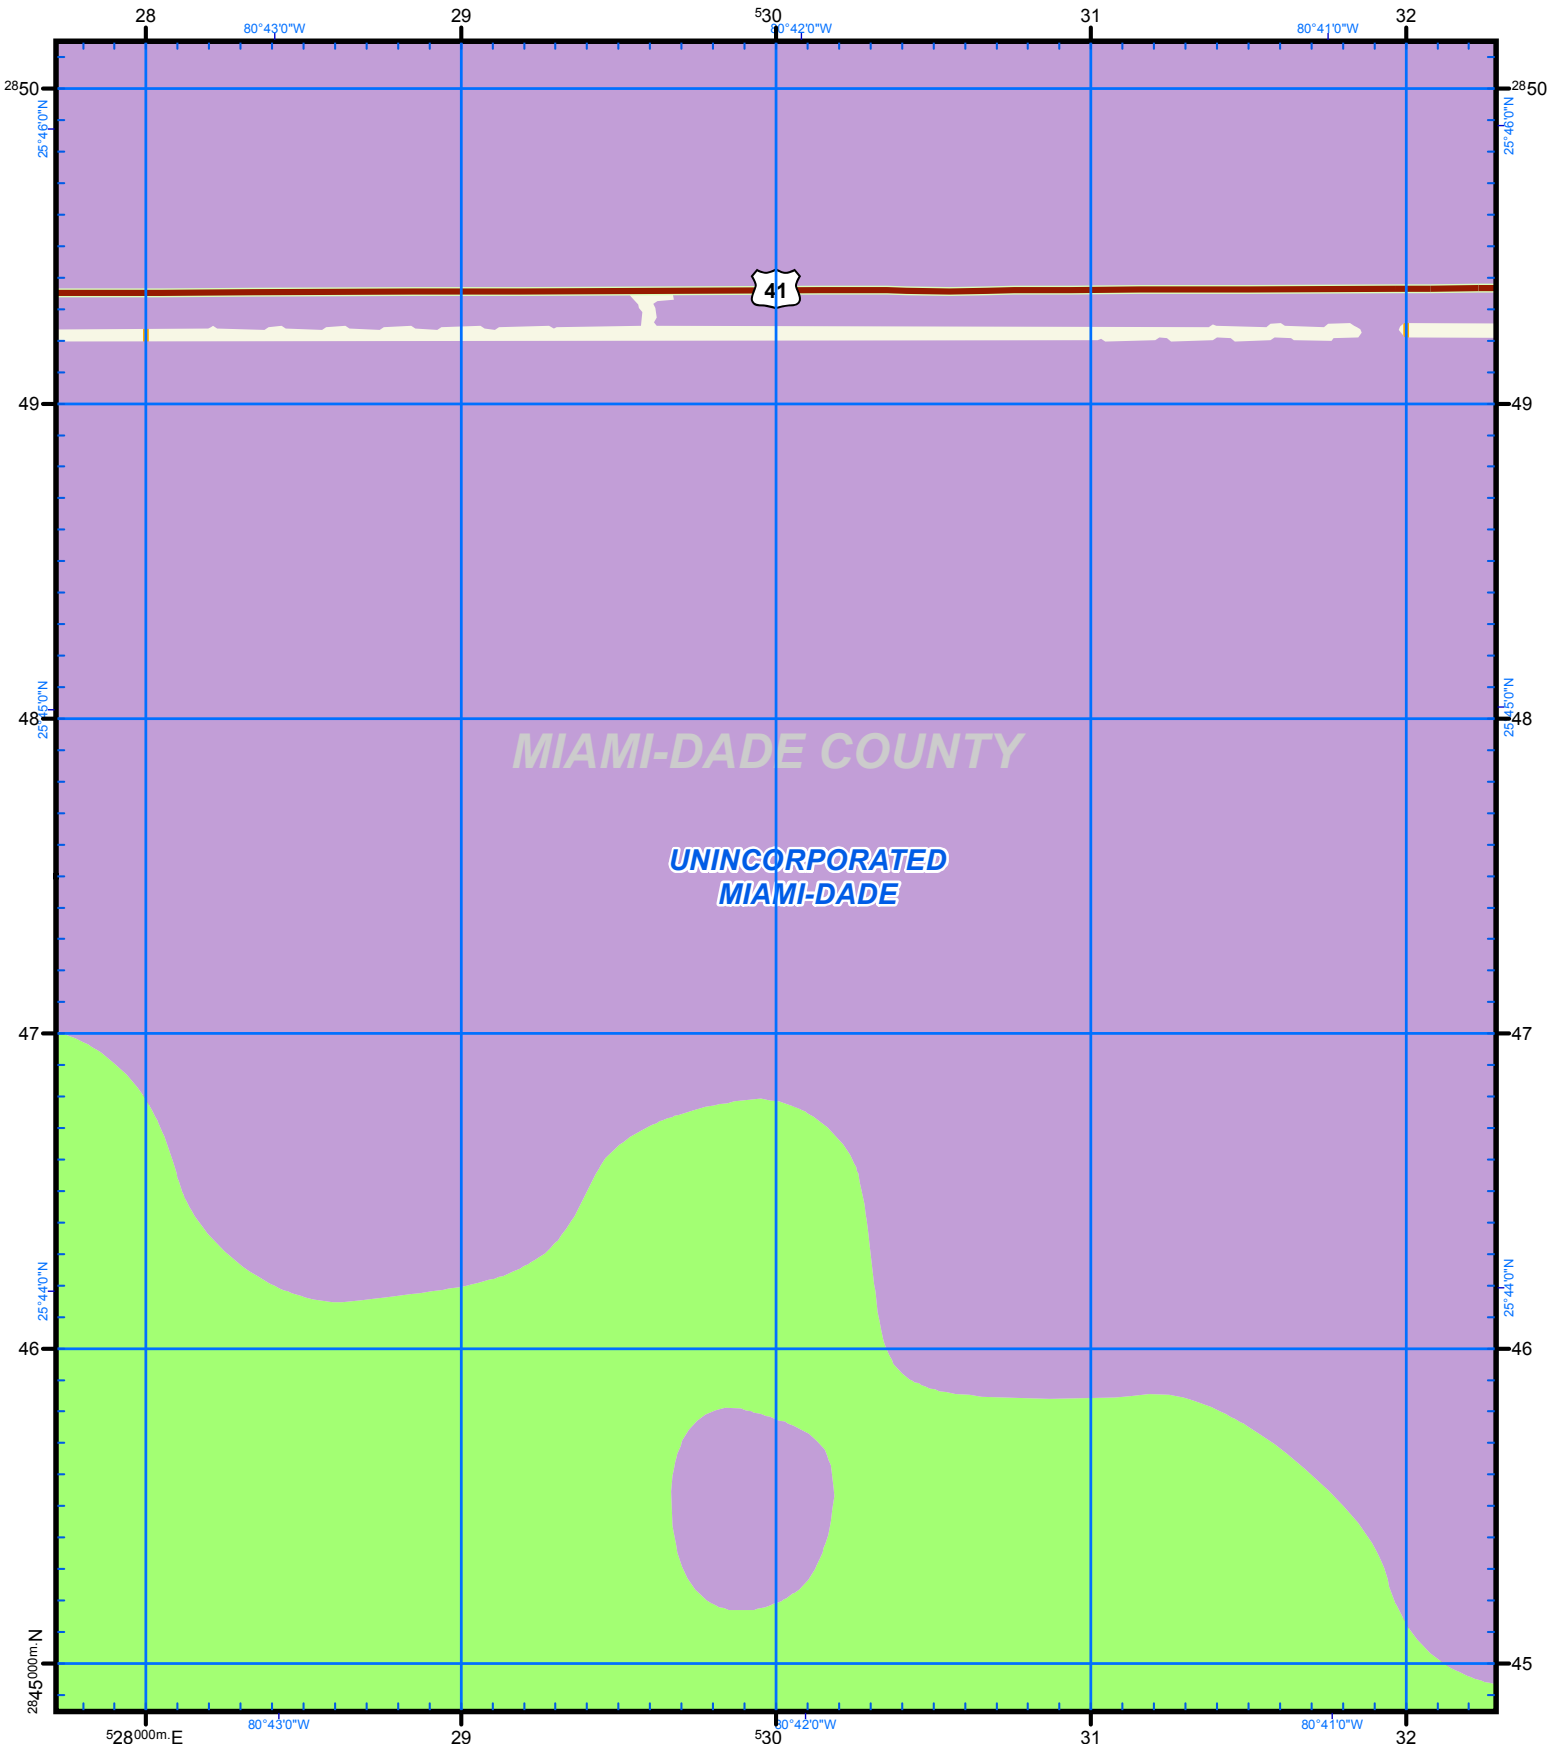 28 29 ⁵30 31 32
80°43'0"W 80°42'0"W 80°41'0"W
²⁸50 ²⁸50
25°46'0"N 25°46'0"N
41
49 49
25°45'0"N 25°45'0"N
48 48
MIAMI-DADE COUNTY
UNINCORPORATED
MIAMI-DADE
47 47
25°44'0"N 25°44'0"N
46 46
²⁸45⁰⁰⁰ᵐ·N 45
80°43'0"W 80°42'0"W 80°41'0"W
⁵28⁰⁰⁰ᵐ·E 29 ⁵30 31 32